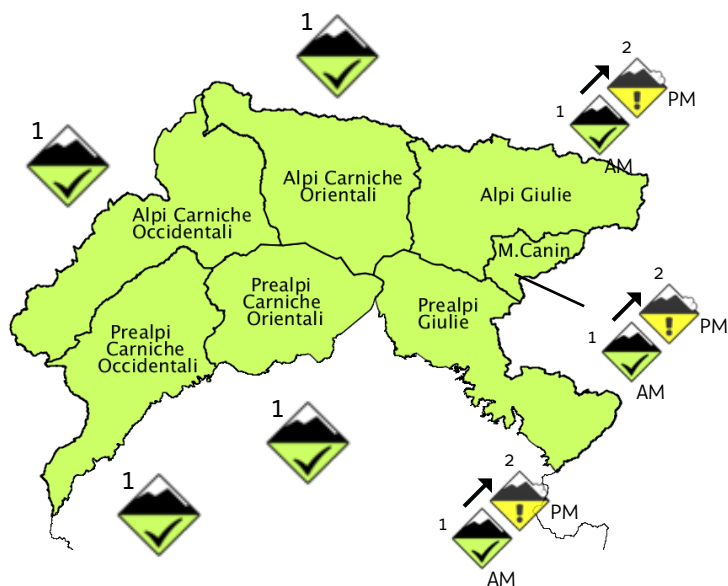 1
2
1
PM
AM
1
Alpi Carniche
Orientali
Alpi Giulie
Alpi Carniche
Occidentali
M.Canin
2
Prealpi
Carniche
Orientali
Prealpi
Giulie
1
PM
Prealpi
Carniche
Occidentali
AM
1
2
1
1
PM
AM